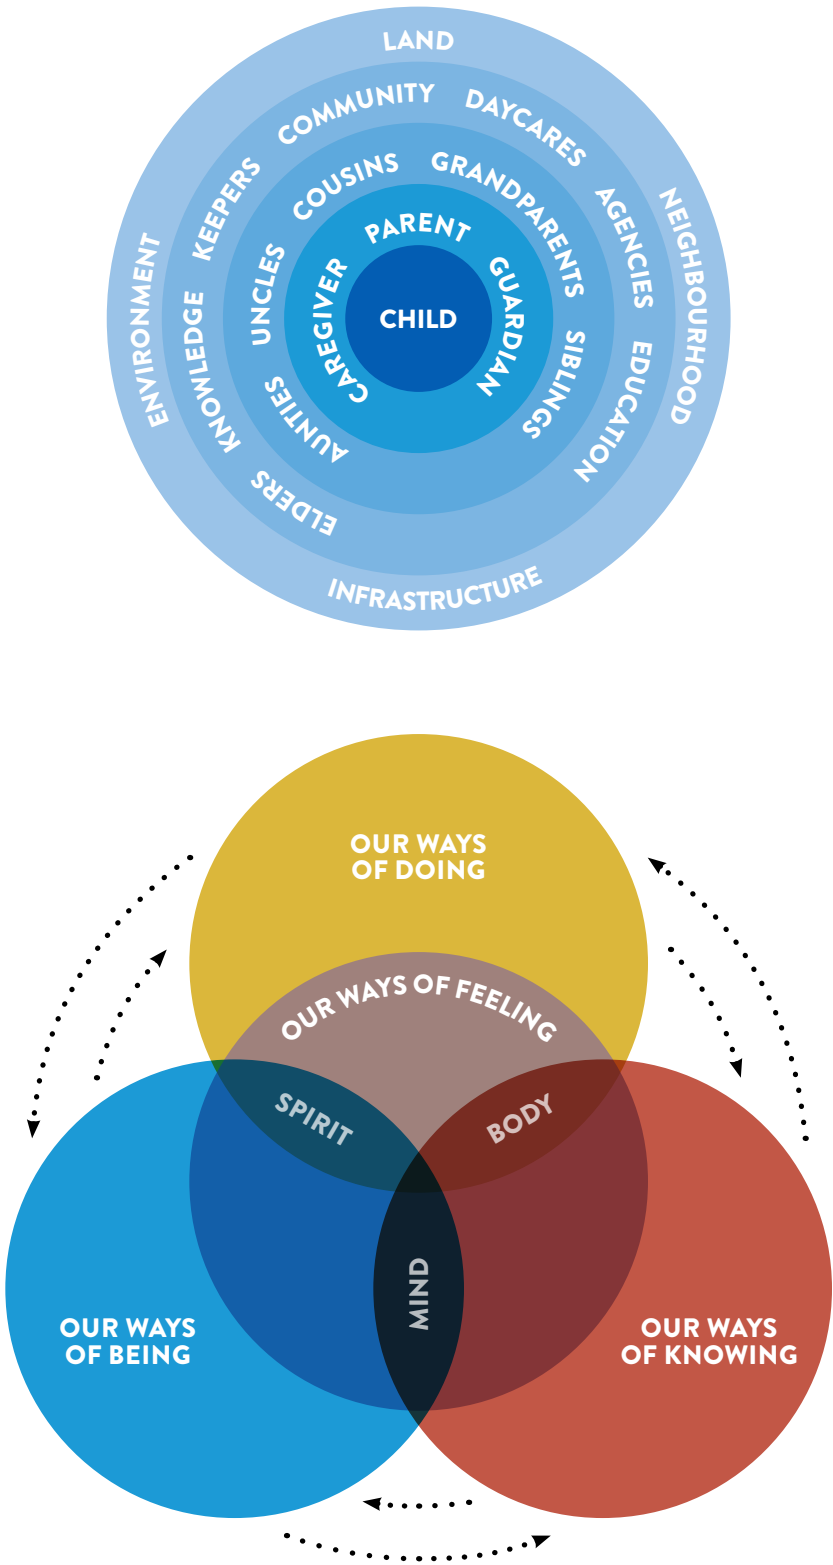 LAND
NEIGHBOURHOOD
INFRASTRUCTURE
ENVIRONMENT
COMMUNITY
DAYCARES
AGENCIES
EDUCATION
ELDERS
KNOWLEDGE KEEPERS
COUSINS
GRANDPARENTS
SIBLINGS
AUNTIES
UNCLES
PARENT
GUARDIAN
CAREGIVER
CHILD
OUR WAYS
OF DOING
OUR WAYS OF FEELING
SPIRIT
BODY
MIND
OUR WAYS
OF BEING
OUR WAYS
OF KNOWING